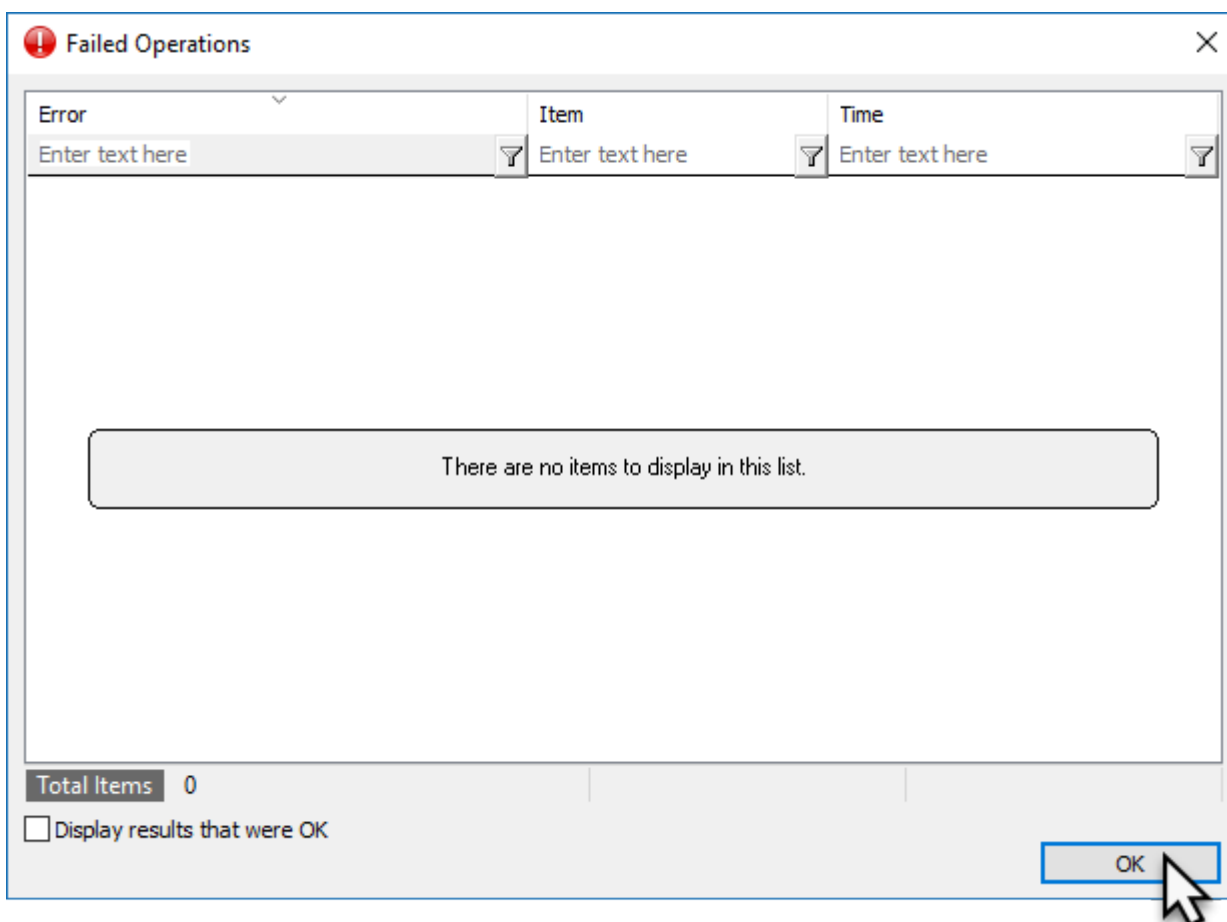 Failed Operations
Error Item Time
Enter text here Enter text here Enter text here
There are no items to display in this list.
Total Items 0
Display results that were OK
OK